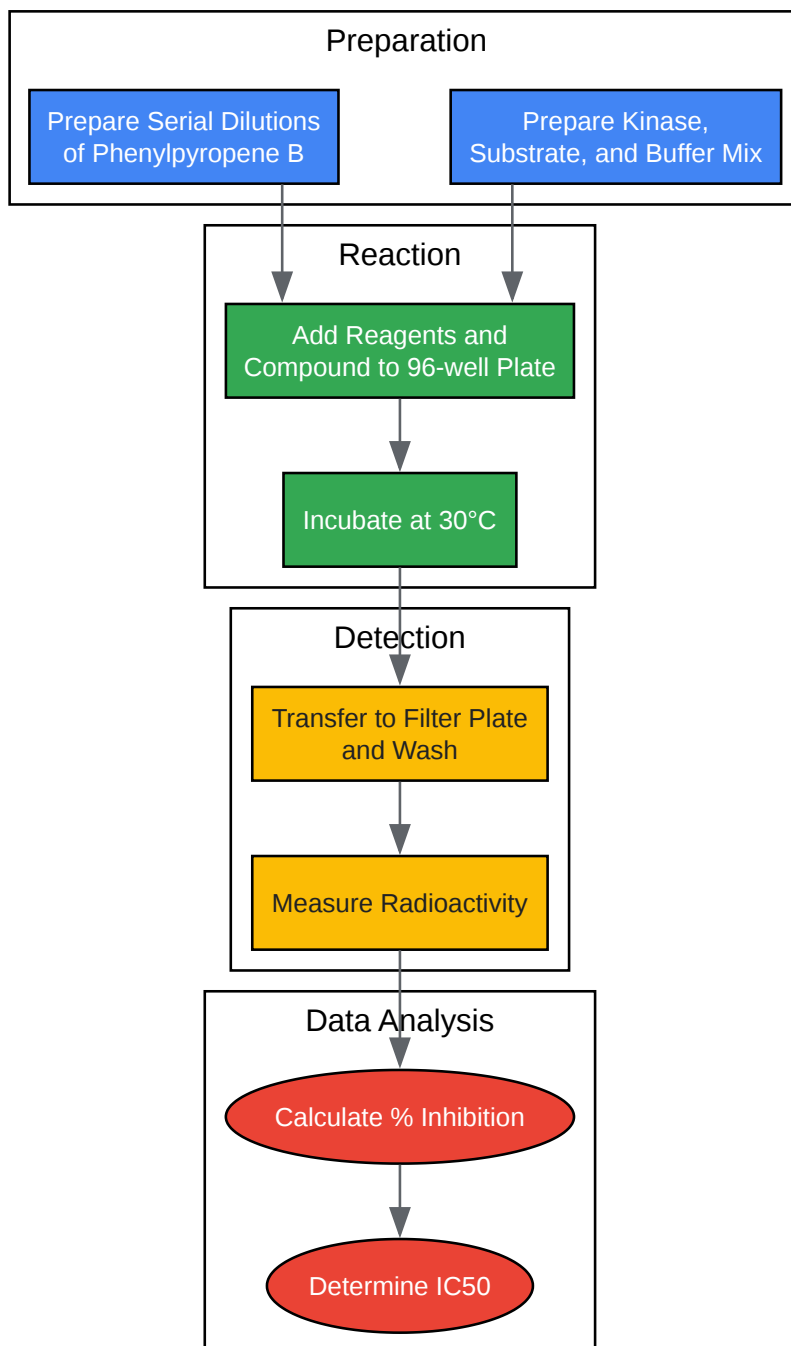 Preparation
Prepare Serial Dilutions
of Phenylpyropene B
Prepare Kinase,
Substrate, and Buffer Mix
Reaction
Add Reagents and
Compound to 96-well Plate
Incubate at 30°C
Detection
Transfer to Filter Plate
and Wash
Measure Radioactivity
Data Analysis
Calculate % Inhibition
Determine IC50